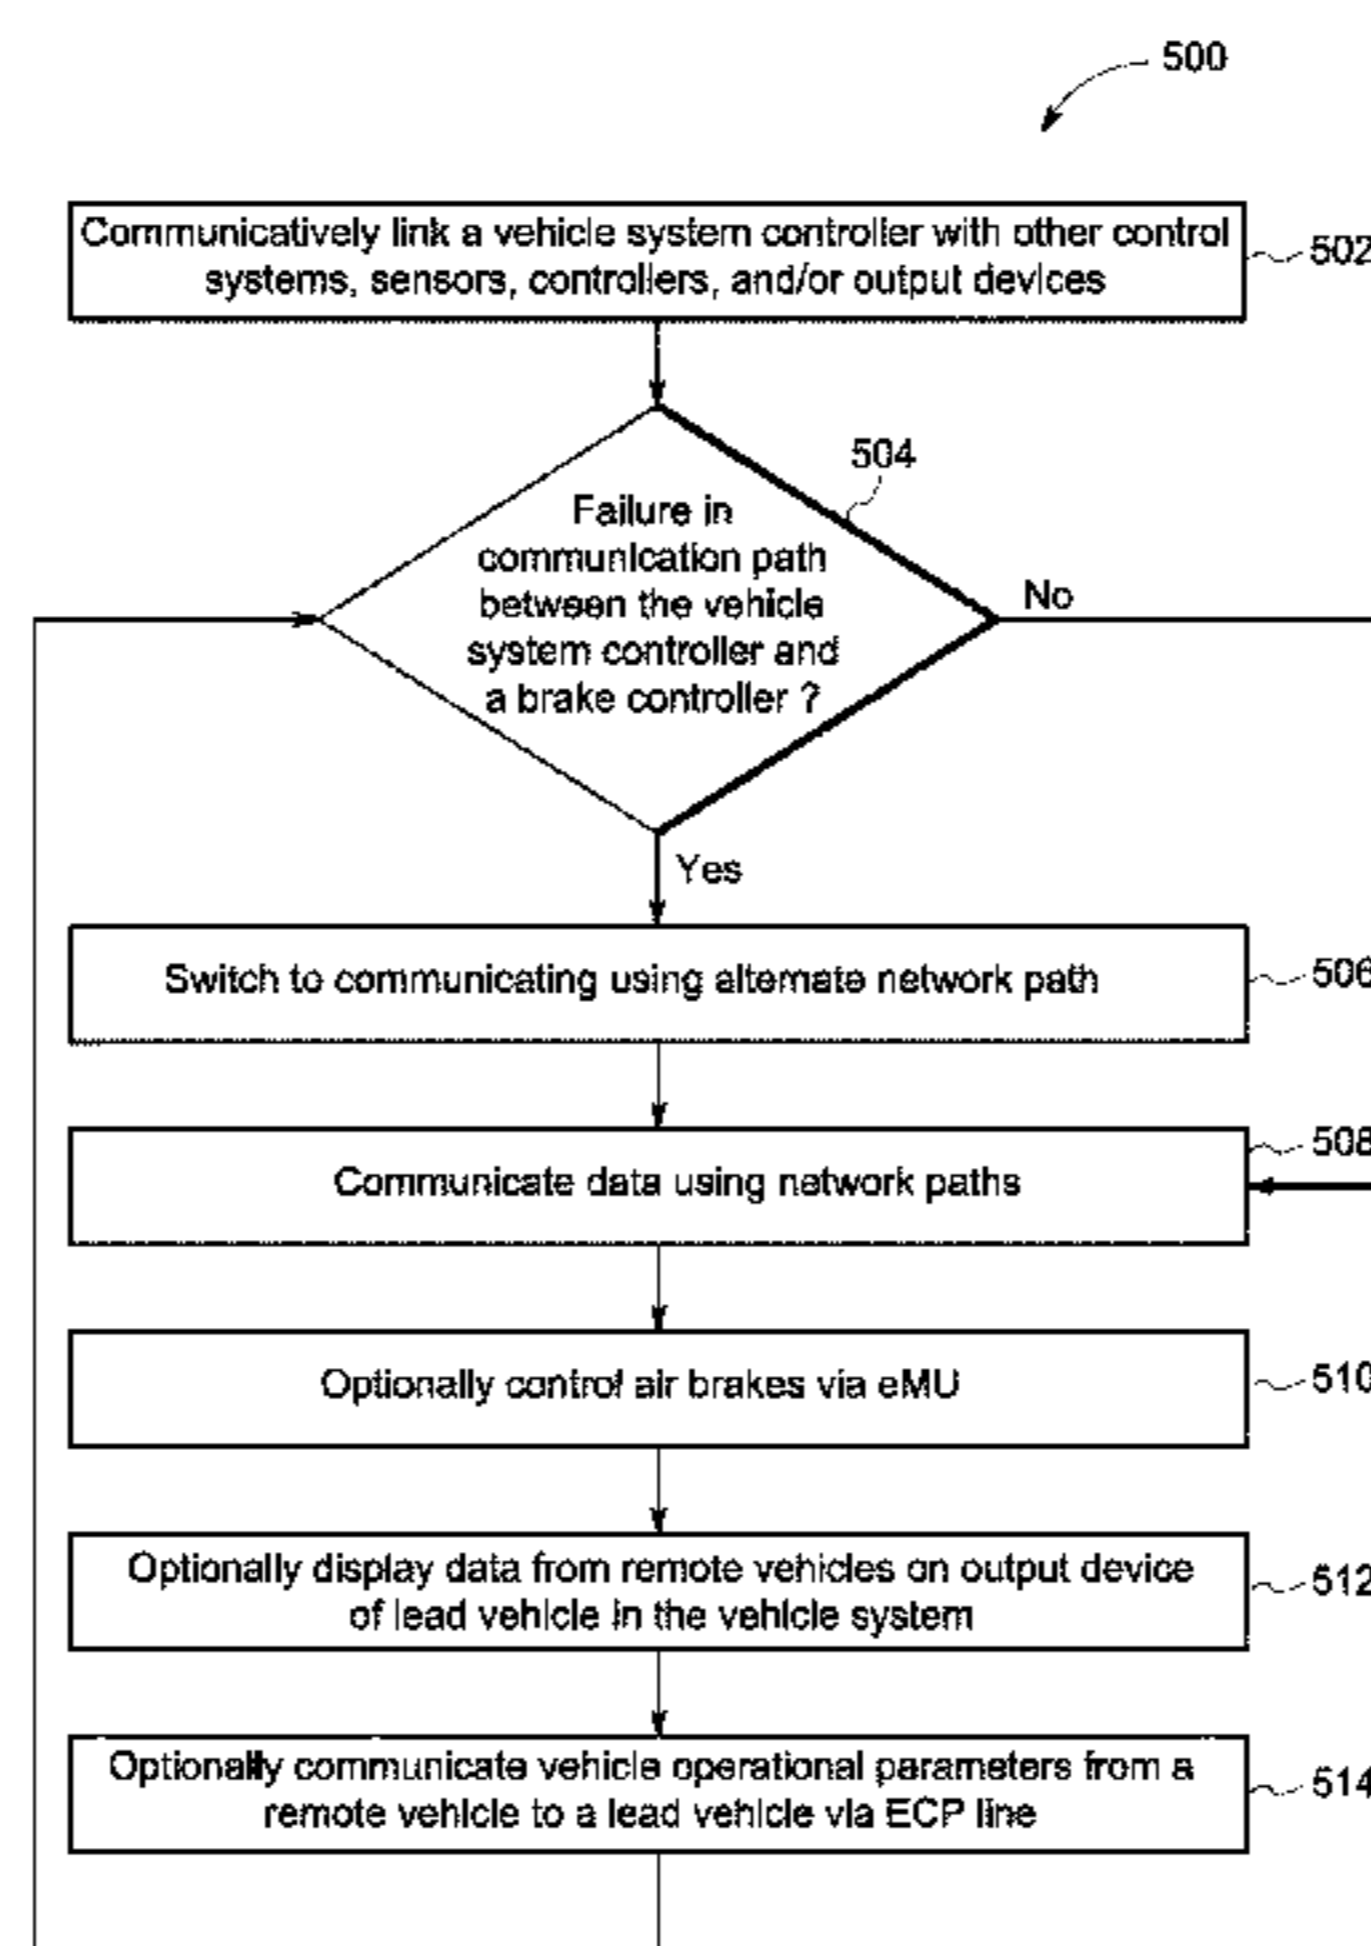 500
Communicatively link a vehicle system controller with other control
systems, sensors, controllers, and/or output devices
502
504
Failure in
communication path
between the vehicle
system controller and
a brake controller ?
No
Yes
Switch to communicating using alternate network path
506
508
Communicate data using network paths
Optionally control air brakes via eMU
510
Optionally display data from remote vehicles on output device
of lead vehicle in the vehicle system
512
Optionally communicate vehicle operational parameters from a
remote vehicle to a lead vehicle via ECP line
514